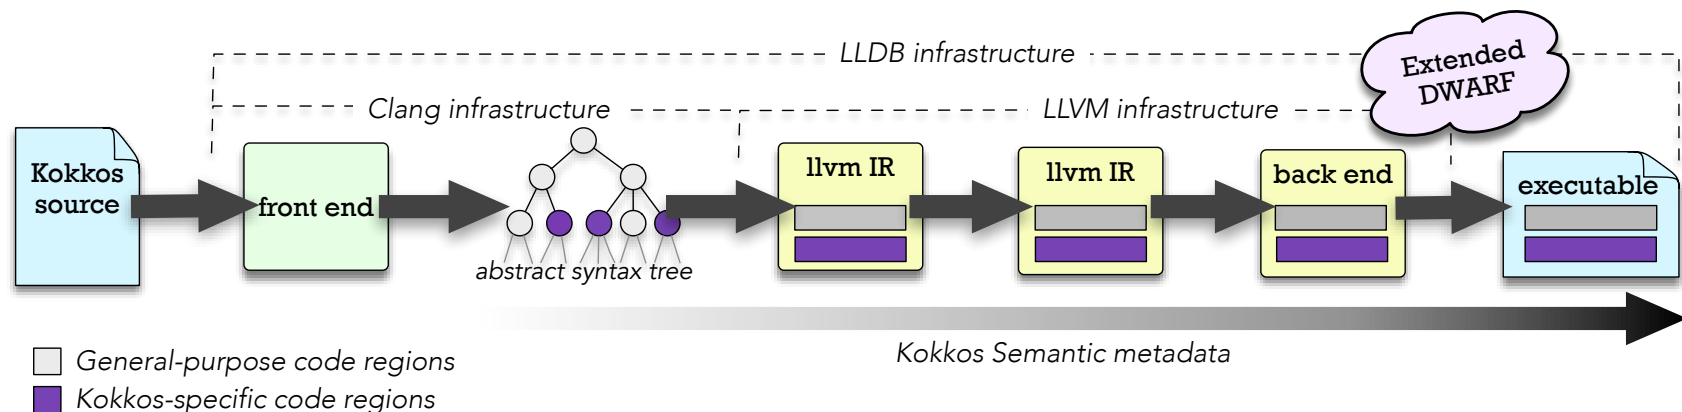 LLDB infrastructure
Extended
DWARF
Clang infrastructure
LLVM infrastructure
Kokkos
source
front end
abstract syntax tree
llvm IR
llvm IR
back end
executable
Kokkos Semantic metadata
General-purpose code regions
Kokkos-specific code regions